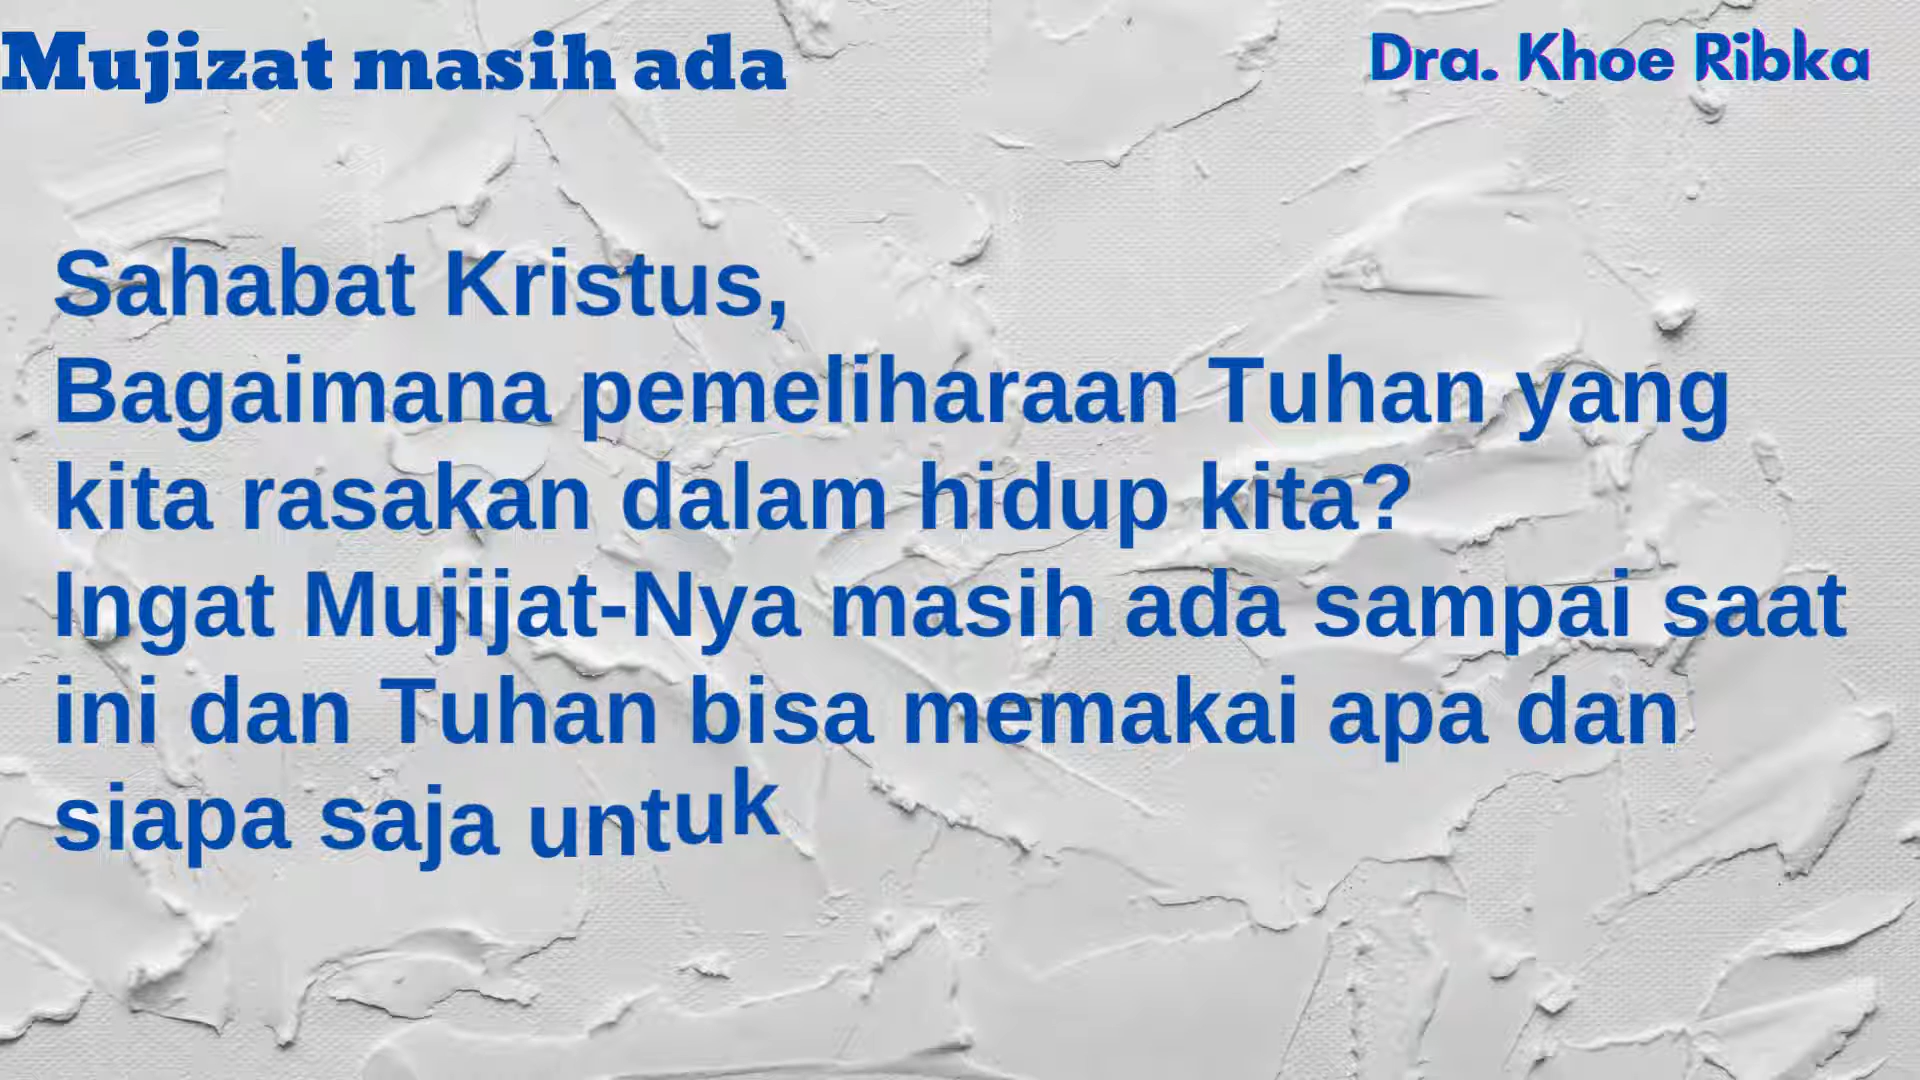 Mujizat masih ada
Dra. Khoe Ribka
Sahabat Kristus,
Bagaimana pemeliharaan Tuhan yang
kita rasakan dalam hidup kita?
Ingat Mujijat-Nya masih ada sampai saat
ini dan Tuhan bisa memakai apa dan
siapa saja untuk